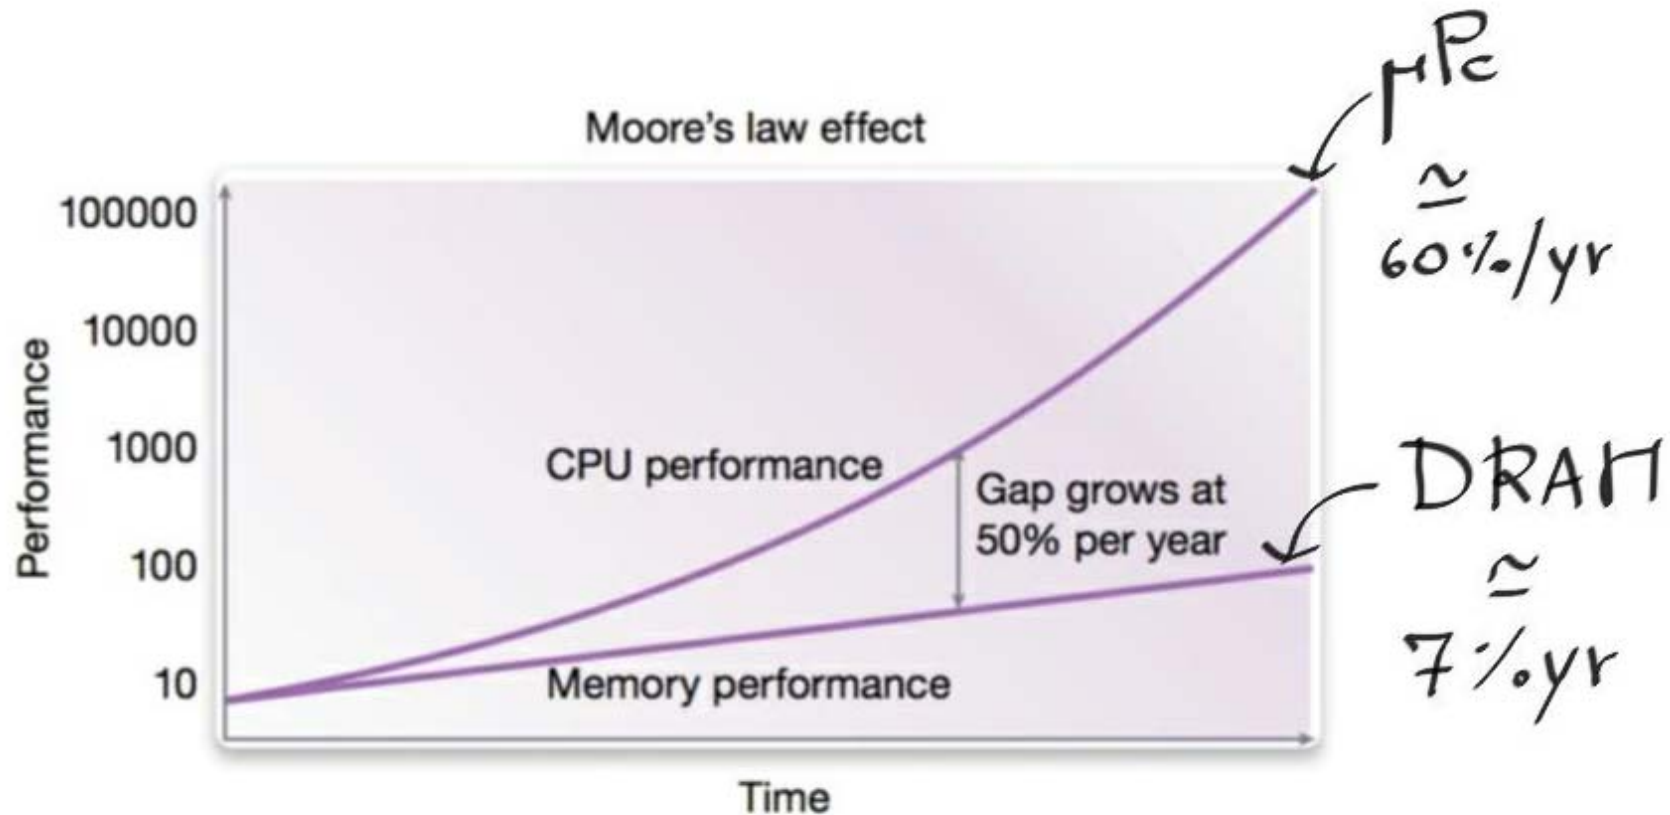 Moore's law effect
100000
10000
1000
100
10
Performance
CPU performance
Gap grows at
50% per year
Memory performance
Time
μPc
≃
60%/yr
DRAM
≃
7%yr